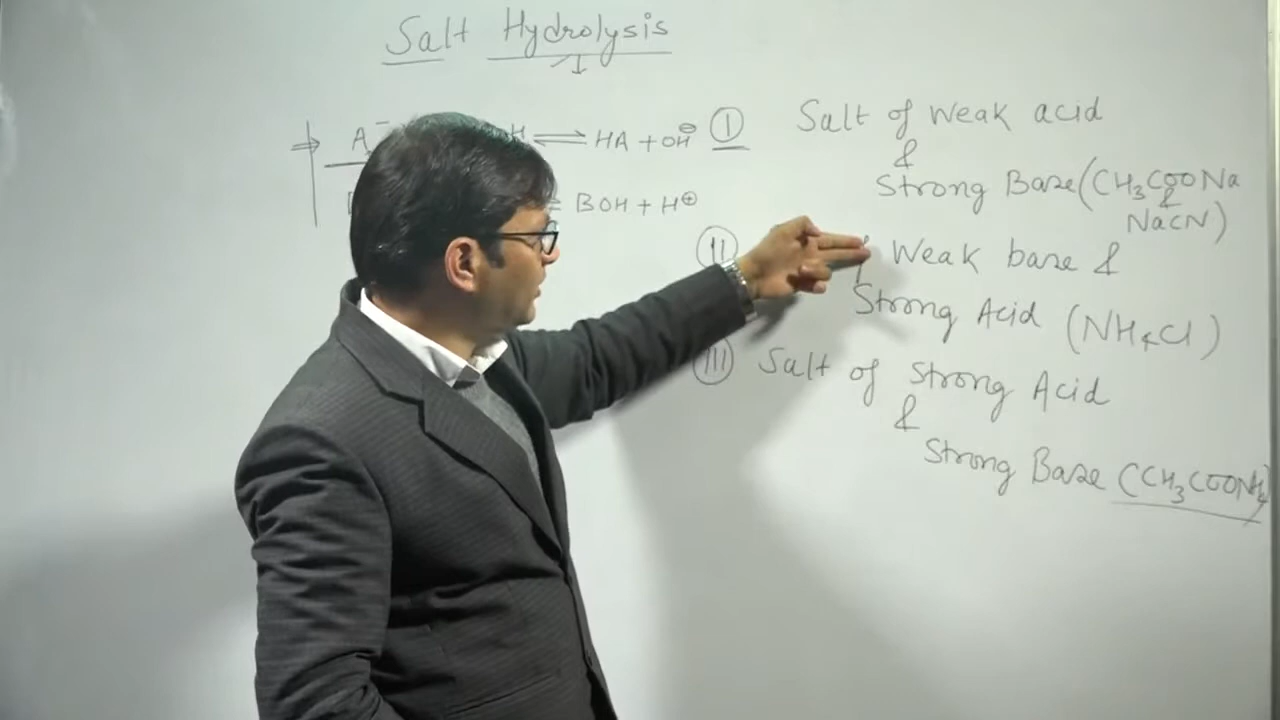 Salt Hydrolysis
A⁻ H ⇌ HA + OH⊖
BOH + H⊕
(I) Salt of Weak acid
&
Strong Base (CH₃COONa
&
NaCN)
(II) Weak base &
Strong Acid (NH₄Cl)
(III) Salt of Strong Acid
&
Strong Base (CH₃COONH₄)